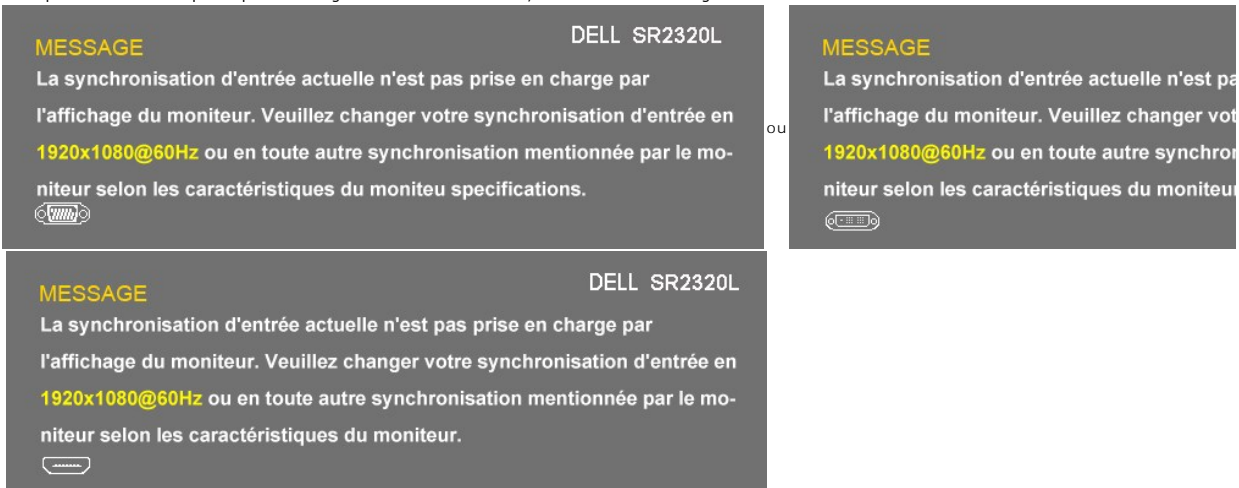 MESSAGE
DELL SR2320L
La synchronisation d'entrée actuelle n'est pas prise en charge par
l'affichage du moniteur. Veuillez changer votre synchronisation d'entrée en
1920x1080@60Hz ou en toute autre synchronisation mentionnée par le mo-
niteur selon les caractéristiques du moniteu specifications.
ou
MESSAGE
La synchronisation d'entrée actuelle n'est pa
l'affichage du moniteur. Veuillez changer vot
1920x1080@60Hz ou en toute autre synchron
niteur selon les caractéristiques du moniteur
MESSAGE
DELL SR2320L
La synchronisation d'entrée actuelle n'est pas prise en charge par
l'affichage du moniteur. Veuillez changer votre synchronisation d'entrée en
1920x1080@60Hz ou en toute autre synchronisation mentionnée par le mo-
niteur selon les caractéristiques du moniteur.